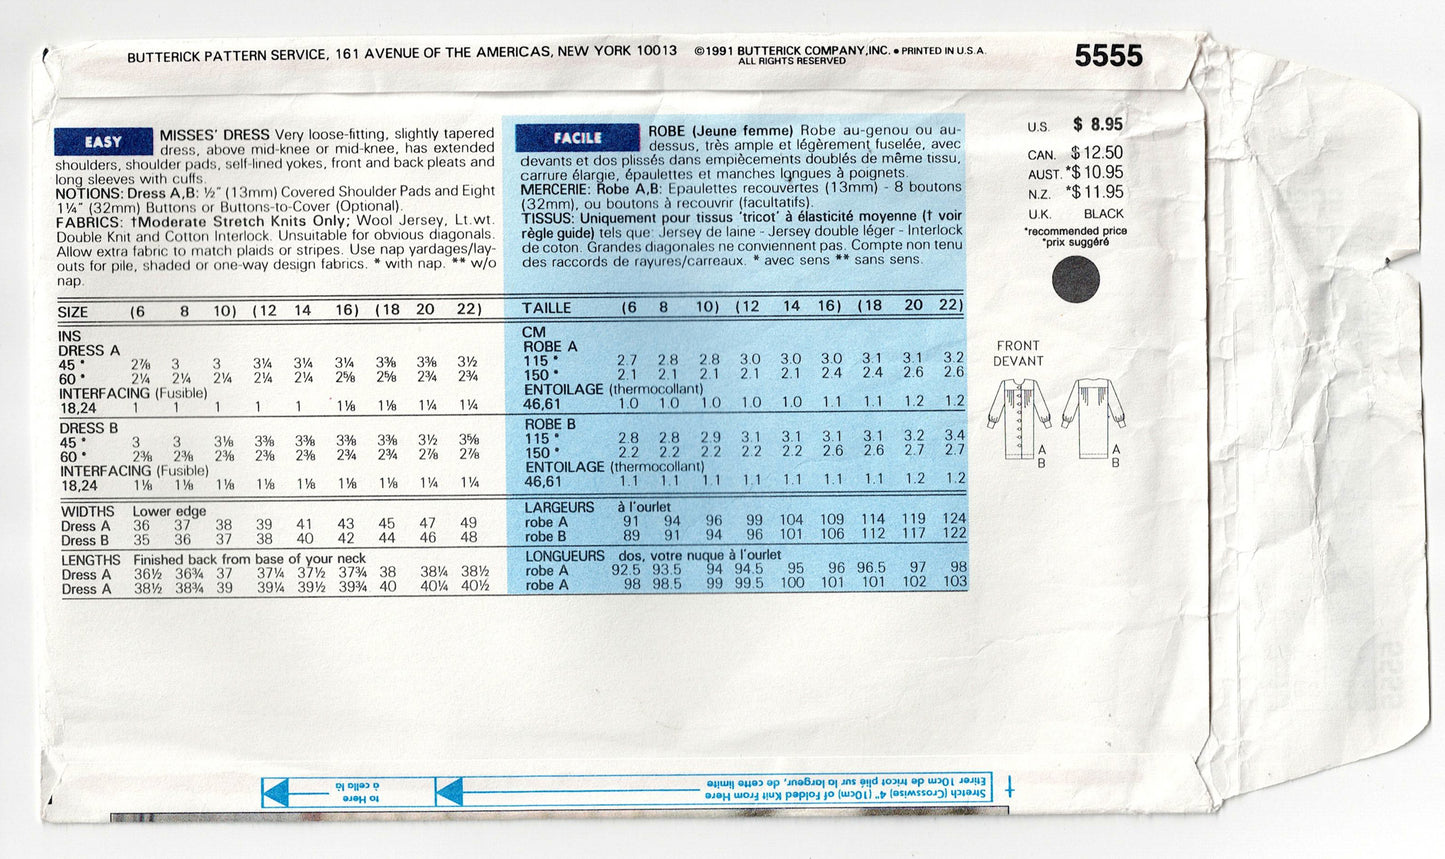 BUTTERICK PATTERN SERVICE, 161 AVENUE OF THE AMERICAS, NEW YORK 10013 ©1991 BUTTERICK COMPANY, INC. • PRINTED IN U.S.A.
ALL RIGHTS RESERVED
5555
EASY
MISSES' DRESS Very loose-fitting, slightly tapered
dress, above mid-knee or mid-knee, has extended
shoulders, shoulder pads, self-lined yokes, front and back pleats and
long sleeves with cuffs.
NOTIONS: Dress A,B: ½" (13mm) Covered Shoulder Pads and Eight
1¼" (32mm) Buttons or Buttons-to-Cover (Optional).
FABRICS: †Moderate Stretch Knits Only; Wool Jersey, Lt.wt.
Double Knit and Cotton Interlock. Unsuitable for obvious diagonals.
Allow extra fabric to match plaids or stripes. Use nap yardages/lay-
outs for pile, shaded or one-way design fabrics. * with nap. ** w/o
nap.
SIZE (6 8 10) (12 14 16) (18 20 22)
INS
DRESS A
45 * 2⅞ 3 3 3¼ 3¼ 3¼ 3⅜ 3⅜ 3½
60 * 2¼ 2¼ 2¼ 2¼ 2¼ 2⅝ 2⅝ 2¾ 2¾
INTERFACING (Fusible)
18,24 1 1 1 1 1 1⅛ 1⅛ 1¼ 1¼
DRESS B
45 * 3 3 3⅛ 3⅜ 3⅜ 3⅜ 3⅜ 3½ 3⅝
60 * 2⅜ 2⅜ 2⅜ 2⅜ 2⅜ 2¾ 2¾ 2⅞ 2⅞
INTERFACING (Fusible)
18,24 1⅛ 1⅛ 1⅛ 1⅛ 1⅛ 1⅛ 1⅛ 1¼ 1¼
WIDTHS Lower edge
Dress A 36 37 38 39 41 43 45 47 49
Dress B 35 36 37 38 40 42 44 46 48
LENGTHS Finished back from base of your neck
Dress A 36½ 36¾ 37 37¼ 37½ 37¾ 38 38¼ 38½
Dress A 38½ 38¾ 39 39¼ 39½ 39¾ 40 40¼ 40½
FACILE
ROBE (Jeune femme) Robe au-genou ou au-
dessus, très ample et légèrement fuselée, avec
devants et dos plissés dans empiècements doublés de même tissu,
carrure élargie, épaulettes et manches longues à poignets.
MERCERIE: Robe A,B: Epaulettes recouvertes (13mm) - 8 boutons
(32mm), ou boutons à recouvrir (facultatifs).
TISSUS: Uniquement pour tissus 'tricot' à élasticité moyenne († voir
règle guide) tels que: Jersey de laine - Jersey double léger - Interlock
de coton. Grandes diagonales ne conviennent pas. Compte non tenu
des raccords de rayures/carreaux. * avec sens ** sans sens.
TAILLE (6 8 10) (12 14 16) (18 20 22)
CM
ROBE A
115 * 2.7 2.8 2.8 3.0 3.0 3.0 3.1 3.1 3.2
150 * 2.1 2.1 2.1 2.1 2.1 2.4 2.4 2.6 2.6
ENTOILAGE (thermocollant)
46,61 1.0 1.0 1.0 1.0 1.0 1.1 1.1 1.2 1.2
ROBE B
115 * 2.8 2.8 2.9 3.1 3.1 3.1 3.1 3.2 3.4
150 * 2.2 2.2 2.2 2.2 2.2 2.6 2.6 2.7 2.7
ENTOILAGE (thermocollant)
46,61 1.1 1.1 1.1 1.1 1.1 1.1 1.1 1.2 1.2
LARGEURS à l'ourlet
robe A 91 94 96 99 104 109 114 119 124
robe B 89 91 94 96 101 106 112 117 122
LONGUEURS dos, votre nuque à l'ourlet
robe A 92.5 93.5 94 94.5 95 96 96.5 97 98
robe A 98 98.5 99 99.5 100 101 101 102 103
U.S. $ 8.95
CAN. $ 12.50
AUST. *$ 10.95
N.Z. *$ 11.95
U.K. BLACK
*recommended price
*prix suggéré
FRONT
DEVANT
A
B
A
B
Stretch (Crosswise) 4" (10cm) of Folded Knit From Here
Etirer 10cm de tricot plié sur la largeur, de cette limite
to Here
à cella là
5555